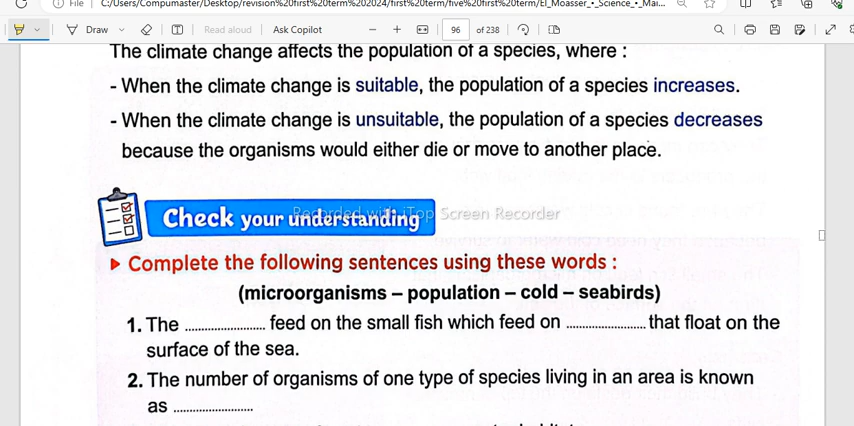 File | C:/Users/Compumaster/Desktop/revision%20first%20term%202024/first%20term/five%20first%20term/El_Moasser_•_Science_•_Mai...
Draw
Read aloud
Ask Copilot
96 of 238
The climate change affects the population of a species, where :
- When the climate change is suitable, the population of a species increases.
- When the climate change is unsuitable, the population of a species decreases
because the organisms would either die or move to another place.
Check your understanding
Recorded with iTop Screen Recorder
Complete the following sentences using these words :
(microorganisms – population – cold – seabirds)
1. The ........................... feed on the small fish which feed on ........................... that float on the
surface of the sea.
2. The number of organisms of one type of species living in an area is known
as ...........................